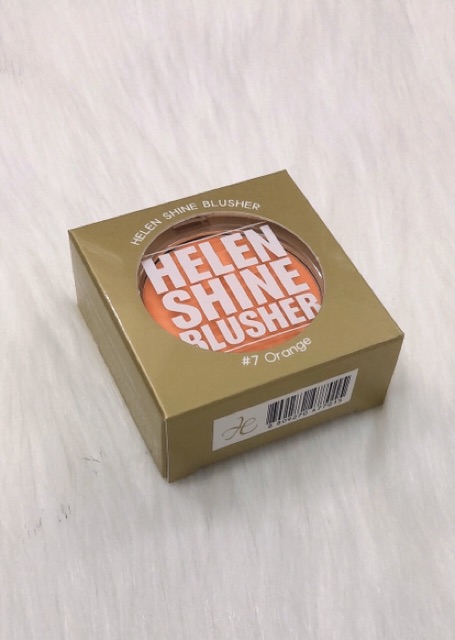 HELEN SHINE BLUSHER
HELEN
SHINE
BLUSHER
#7 Orange